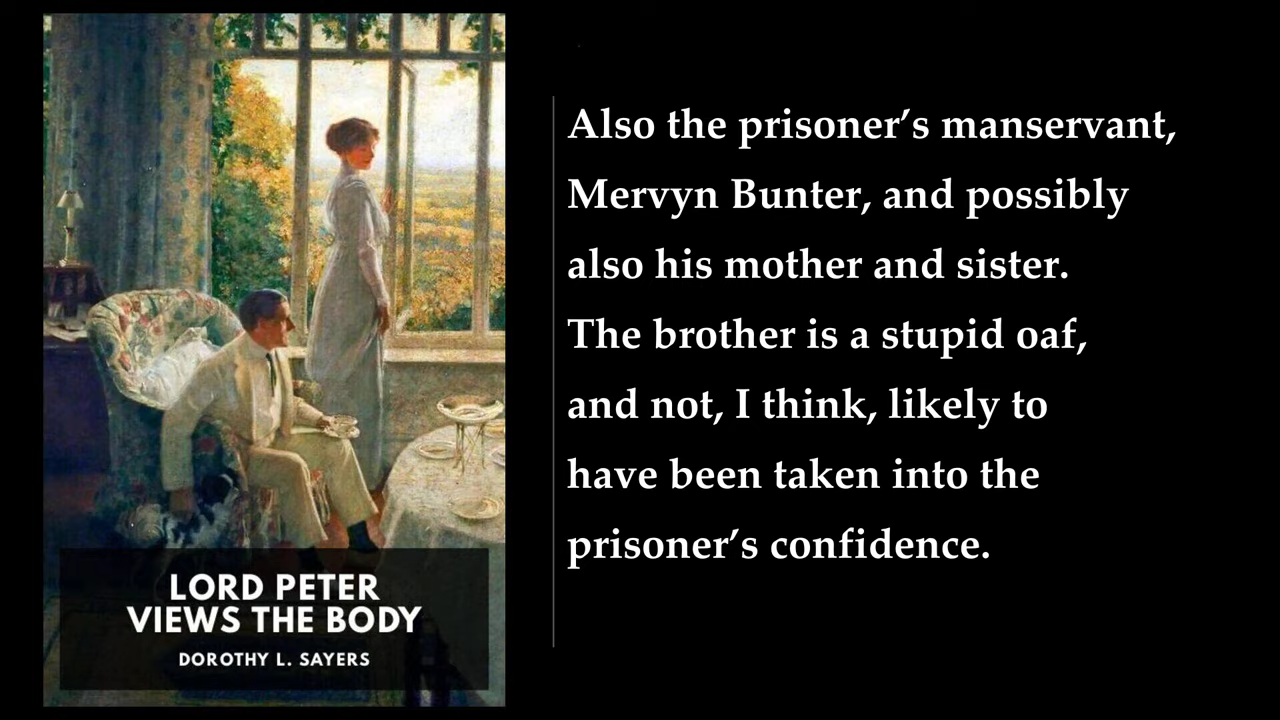 LORD PETER
VIEWS THE BODY
DOROTHY L. SAYERS
Also the prisoner’s manservant,
Mervyn Bunter, and possibly
also his mother and sister.
The brother is a stupid oaf,
and not, I think, likely to
have been taken into the
prisoner’s confidence.